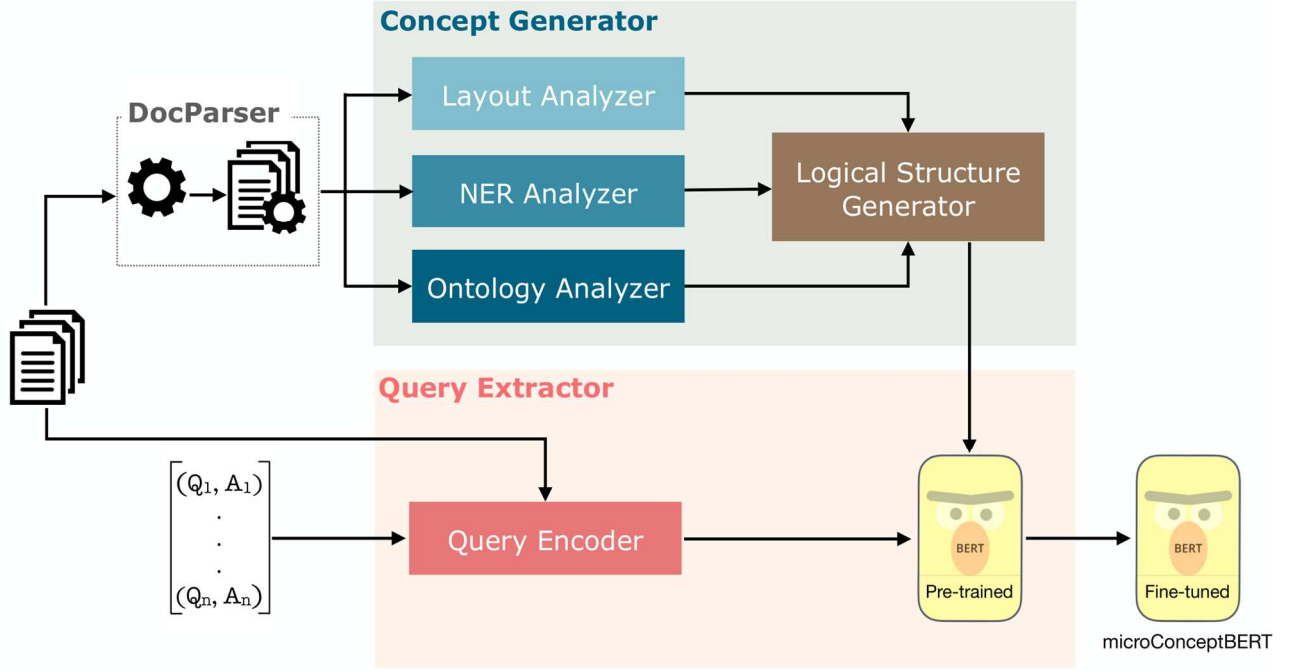 Concept Generator
DocParser
Layout Analyzer
NER Analyzer
Ontology Analyzer
Logical Structure
Generator
Query Extractor
(Q1, A1)
.
.
.
(Qn, An)
Query Encoder
BERT
Pre-trained
BERT
Fine-tuned
microConceptBERT